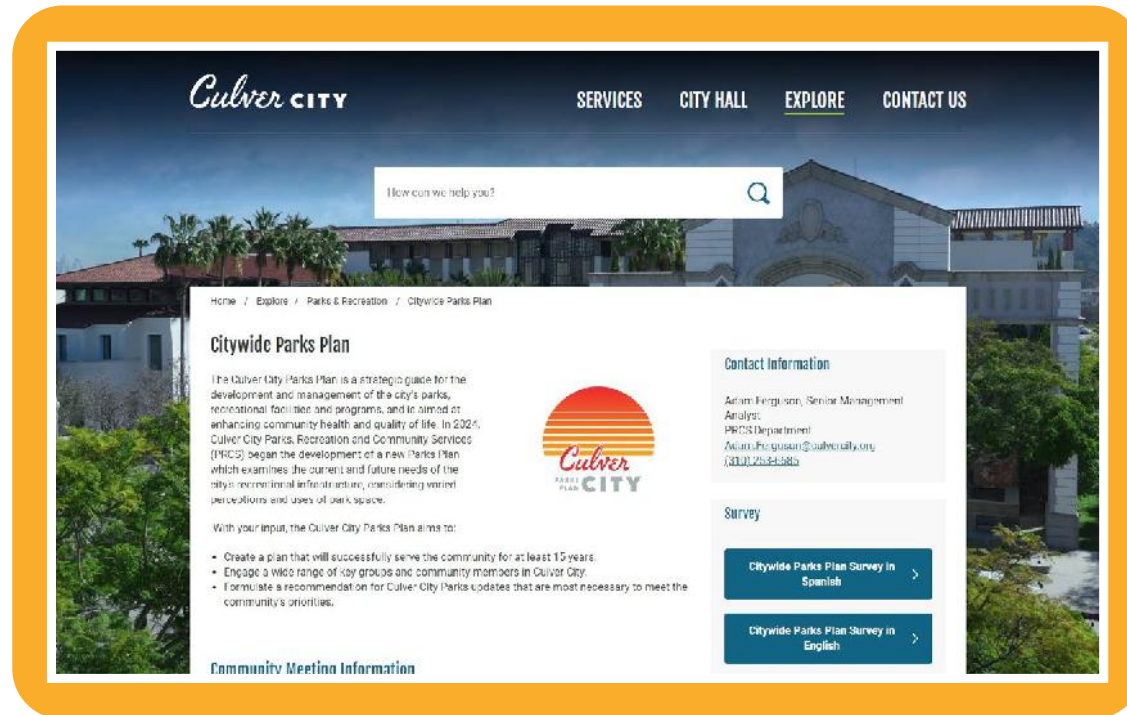 Culver CITY
SERVICES CITY HALL EXPLORE CONTACT US
How can we help you?
Home / Explore / Parks & Recreation / Citywide Parks Plan
Citywide Parks Plan
The Culver City Parks Plan is a strategic guide for the
development and management of the city's parks,
recreational facilities and programs, and is aimed at
enhancing community health and quality of life. In 2024,
Culver City Parks, Recreation and Community Services
(PRCS) began the development of a new Parks Plan
which examines the current and future needs of the
city's recreational infrastructure, considering varied
perceptions and uses of park space.
Culver
PARKS
PLAN CITY
With your input, the Culver City Parks Plan aims to:
• Create a plan that will successfully serve the community for at least 15 years.
• Engage a wide range of key groups and community members in Culver City.
• Formulate a recommendation for Culver City Parks updates that are most necessary to meet the
community's priorities.
Community Meeting Information
Contact Information
Adam Ferguson, Senior Management
Analyst
PRCS Department
Adam.Ferguson@culvercity.org
(310) 253-6685
Survey
Citywide Parks Plan Survey in
Spanish
Citywide Parks Plan Survey in
English